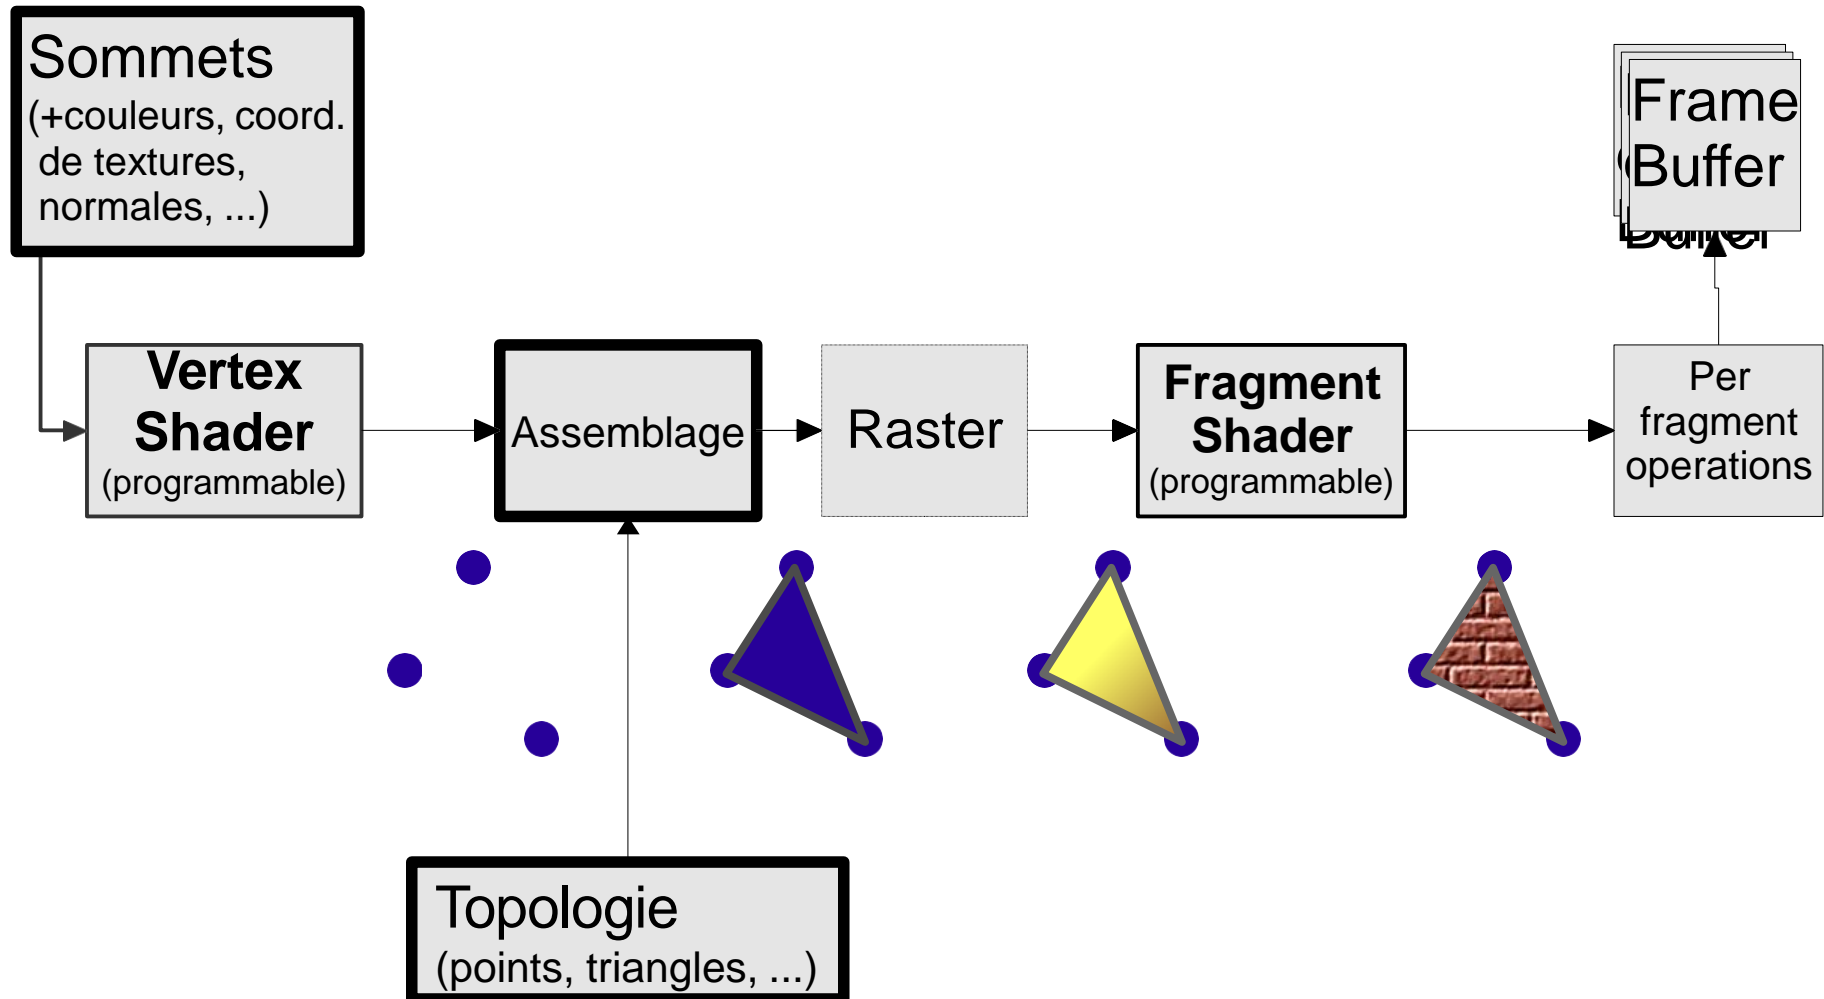 Sommets
(+couleurs, coord.
de textures,
normales, ...)
Frame
Buffer
Vertex
Shader
(programmable)
Assemblage
Raster
Fragment
Shader
(programmable)
Per
fragment
operations
Topologie
(points, triangles, ...)